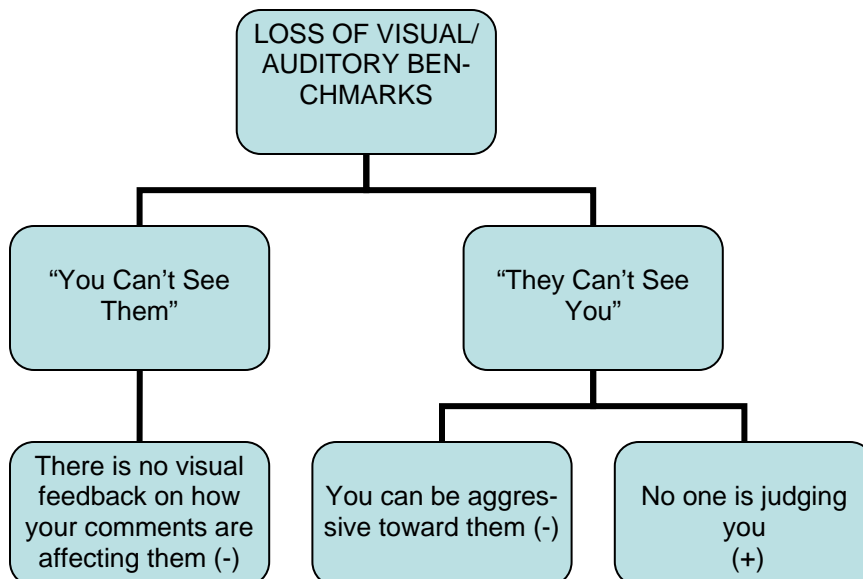 LOSS OF VISUAL/
AUDITORY BEN-
CHMARKS
“You Can’t See
Them”
“They Can’t See
You”
There is no visual
feedback on how
your comments are
affecting them (-)
You can be aggres-
sive toward them (-)
No one is judging
you
(+)